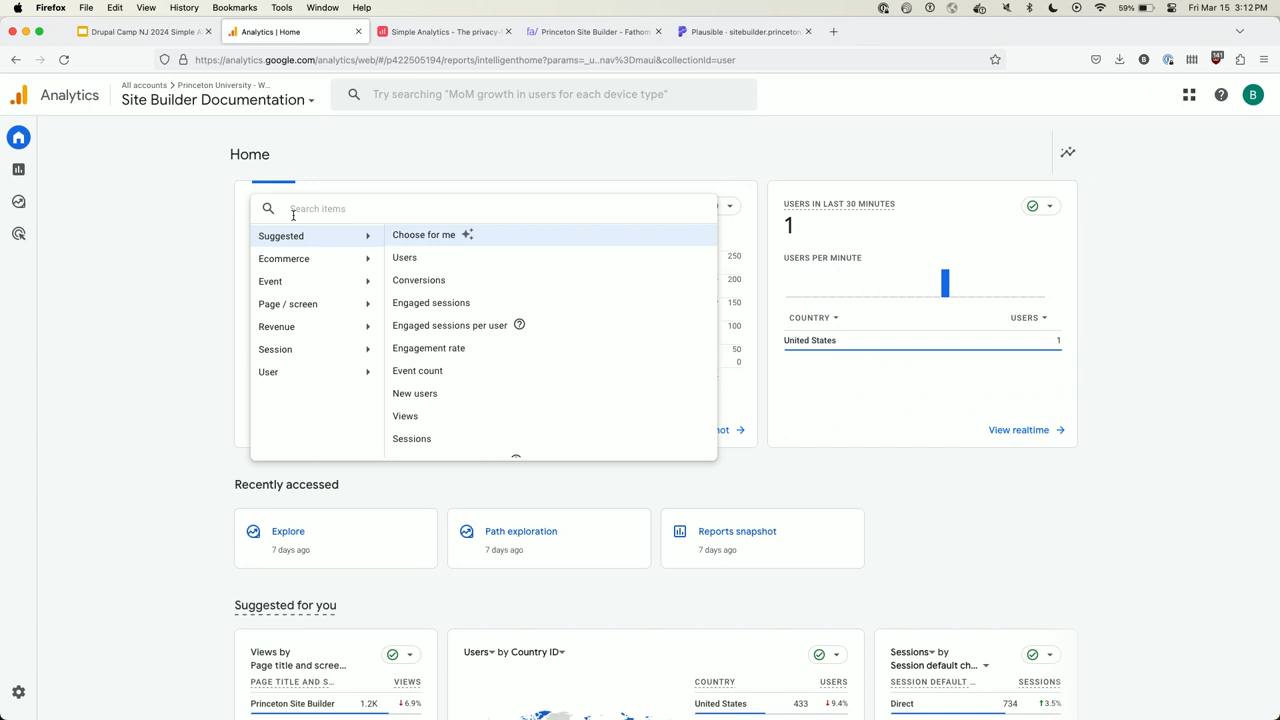 Firefox File Edit View History Bookmarks Tools Window Help
59% Fri Mar 15 3:12 PM
Drupal Camp NJ 2024 Simple A
Analytics | Home
Simple Analytics - The privacy-
Princeton Site Builder - Fathom
Plausible · sitebuilder.princeton
https://analytics.google.com/analytics/web/#/p422505194/reports/intelligenthome?params=_u..nav%3Dmaui&collectionId=user
141
Analytics
All accounts > Princeton University - W...
Site Builder Documentation
Try searching "MoM growth in users for each device type"
B
Home
Search items
Suggested
Ecommerce
Event
Page / screen
Revenue
Session
User
Choose for me
Users
Conversions
Engaged sessions
Engaged sessions per user
Engagement rate
Event count
New users
Views
Sessions
250
200
150
100
50
0
USERS IN LAST 30 MINUTES
1
USERS PER MINUTE
COUNTRY USERS
United States 1
View realtime
Recently accessed
Explore
7 days ago
Path exploration
7 days ago
Reports snapshot
7 days ago
Suggested for you
Views by
Page title and scree...
PAGE TITLE AND S... VIEWS
Princeton Site Builder 1.2K 6.9%
Users by Country ID
COUNTRY USERS
United States 433 9.4%
Sessions by
Session default ch...
SESSION DEFAULT ... SESSIONS
Direct 734 3.5%